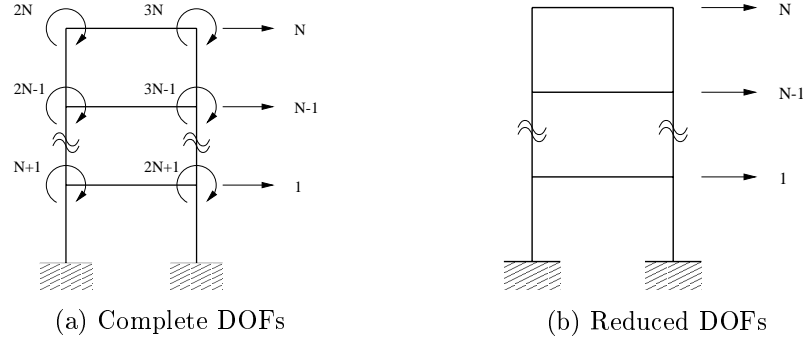 2N 3N N
2N-1 3N-1 N-1
N+1 2N+1 1
(a) Complete DOFs
N
N-1
1
(b) Reduced DOFs